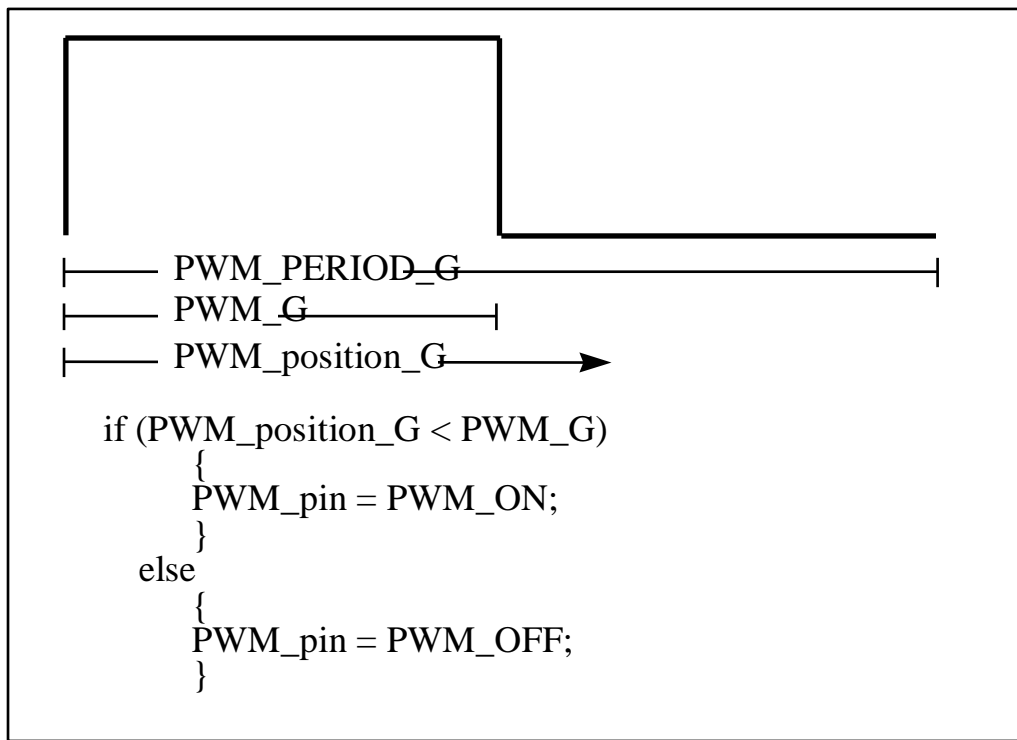 PWM_PERIOD_G
PWM_G
PWM_position_G
if (PWM_position_G < PWM_G)
{
PWM_pin = PWM_ON;
}
else
{
PWM_pin = PWM_OFF;
}